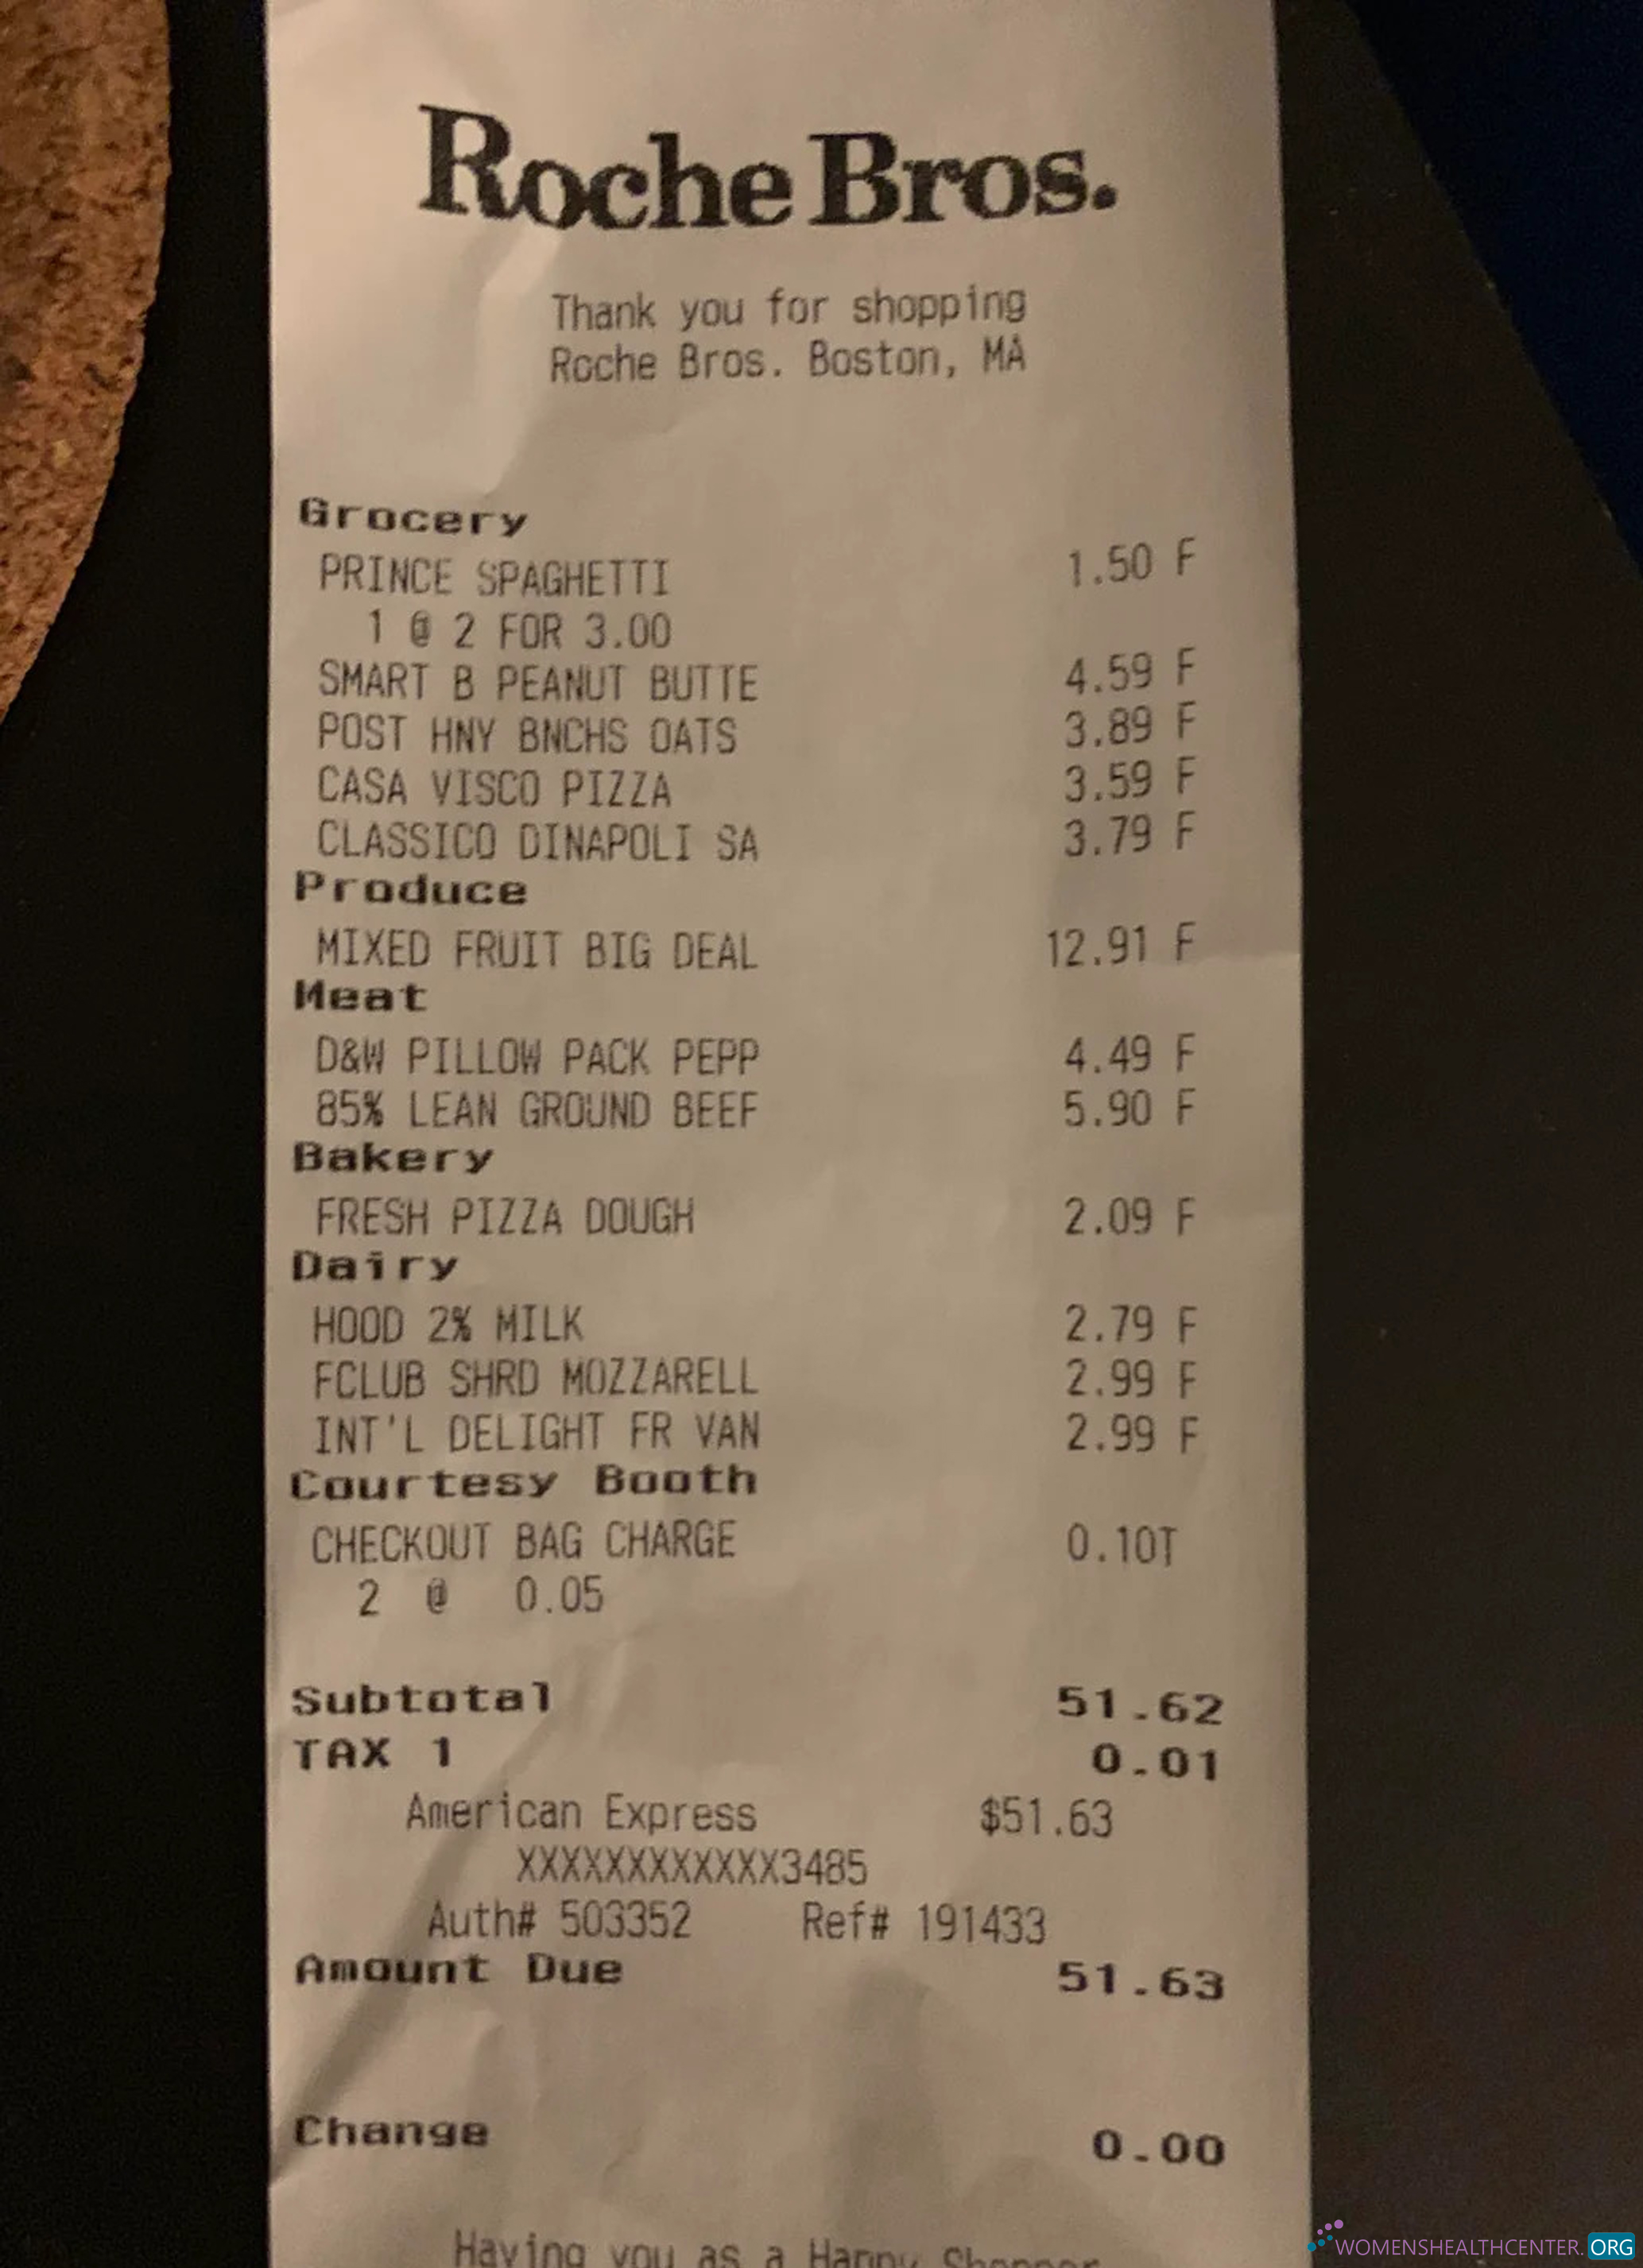 Roche Bros.
Thank you for shopping
Roche Bros. Boston, MA
Grocery
PRINCE SPAGHETTI 1.50 F
1 @ 2 FOR 3.00
SMART B PEANUT BUTTE 4.59 F
POST HNY BNCHS OATS 3.89 F
CASA VISCO PIZZA 3.59 F
CLASSICO DINAPOLI SA 3.79 F
Produce
MIXED FRUIT BIG DEAL 12.91 F
Meat
D&W PILLOW PACK PEPP 4.49 F
85% LEAN GROUND BEEF 5.90 F
Bakery
FRESH PIZZA DOUGH 2.09 F
Dairy
HOOD 2% MILK 2.79 F
FCLUB SHRD MOZZARELL 2.99 F
INT'L DELIGHT FR VAN 2.99 F
Courtesy Booth
CHECKOUT BAG CHARGE 0.10T
2 @ 0.05
Subtotal 51.62
TAX 1 0.01
American Express $51.63
XXXXXXXXXXXX3485
Auth# 503352 Ref# 191433
Amount Due 51.63
Change 0.00
Having you as a Happy Shopper
WOMENSHEALTHCENTER.ORG